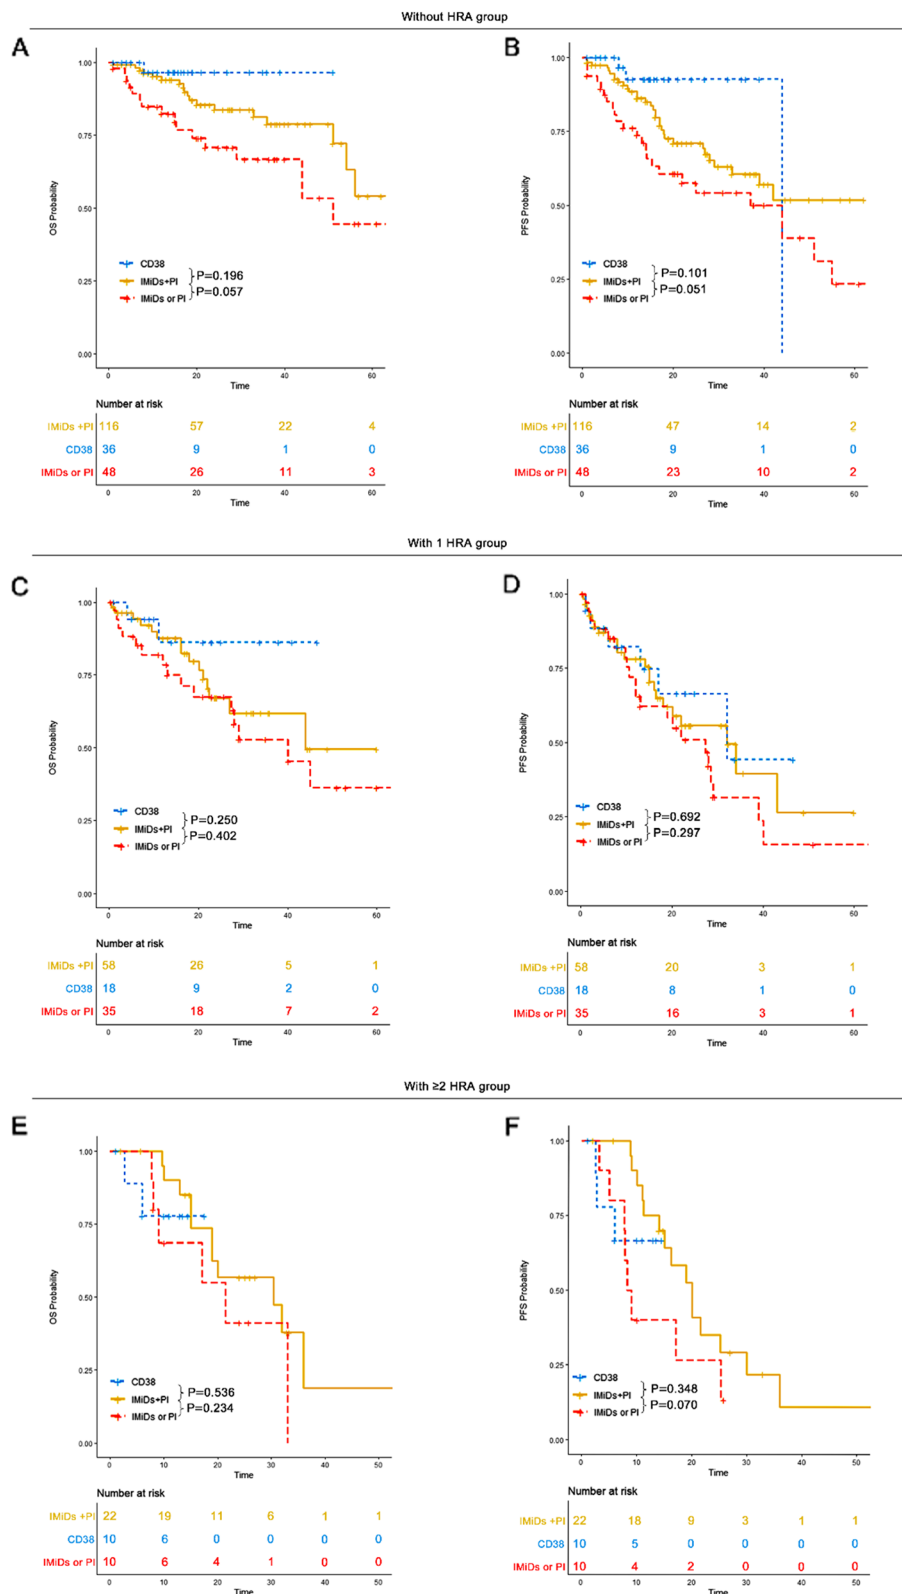 Without HRA group
A
B
1.00
0.75
0.50
0.25
0.00
OS Probability
CD38
IMiDs+PI
IMiDs or PI
P=0.196
P=0.057
0 20 40 60
Time
1.00
0.75
0.50
0.25
0.00
PFS Probability
CD38
IMiDs+PI
IMiDs or PI
P=0.101
P=0.051
0 20 40 60
Time
Number at risk
IMiDs +PI 116 57 22 4
CD38 36 9 1 0
IMiDs or PI 48 26 11 3
0 20 40 60
Time
Number at risk
IMiDs +PI 116 47 14 2
CD38 36 9 1 0
IMiDs or PI 48 23 10 2
0 20 40 60
Time
With 1 HRA group
C
D
1.00
0.75
0.50
0.25
0.00
OS Probability
CD38
IMiDs+PI
IMiDs or PI
P=0.250
P=0.402
0 20 40 60
Time
1.00
0.75
0.50
0.25
0.00
PFS Probability
CD38
IMiDs+PI
IMiDs or PI
P=0.692
P=0.297
0 20 40 60
Time
Number at risk
IMiDs +PI 58 26 5 1
CD38 18 9 2 0
IMiDs or PI 35 18 7 2
0 20 40 60
Time
Number at risk
IMiDs +PI 58 20 3 1
CD38 18 8 1 0
IMiDs or PI 35 16 3 1
0 20 40 60
Time
With ≥2 HRA group
E
F
1.00
0.75
0.50
0.25
0.00
OS Probability
CD38
IMiDs+PI
IMiDs or PI
P=0.536
P=0.234
0 10 20 30 40 50
Time
1.00
0.75
0.50
0.25
0.00
PFS Probability
CD38
IMiDs+PI
IMiDs or PI
P=0.348
P=0.070
0 10 20 30 40 50
Time
Number at risk
IMiDs +PI 22 19 11 6 1 1
CD38 10 6 0 0 0 0
IMiDs or PI 10 6 4 1 0 0
0 10 20 30 40 50
Time
Number at risk
IMiDs +PI 22 18 9 3 1 1
CD38 10 5 0 0 0 0
IMiDs or PI 10 4 2 0 0 0
0 10 20 30 40 50
Time